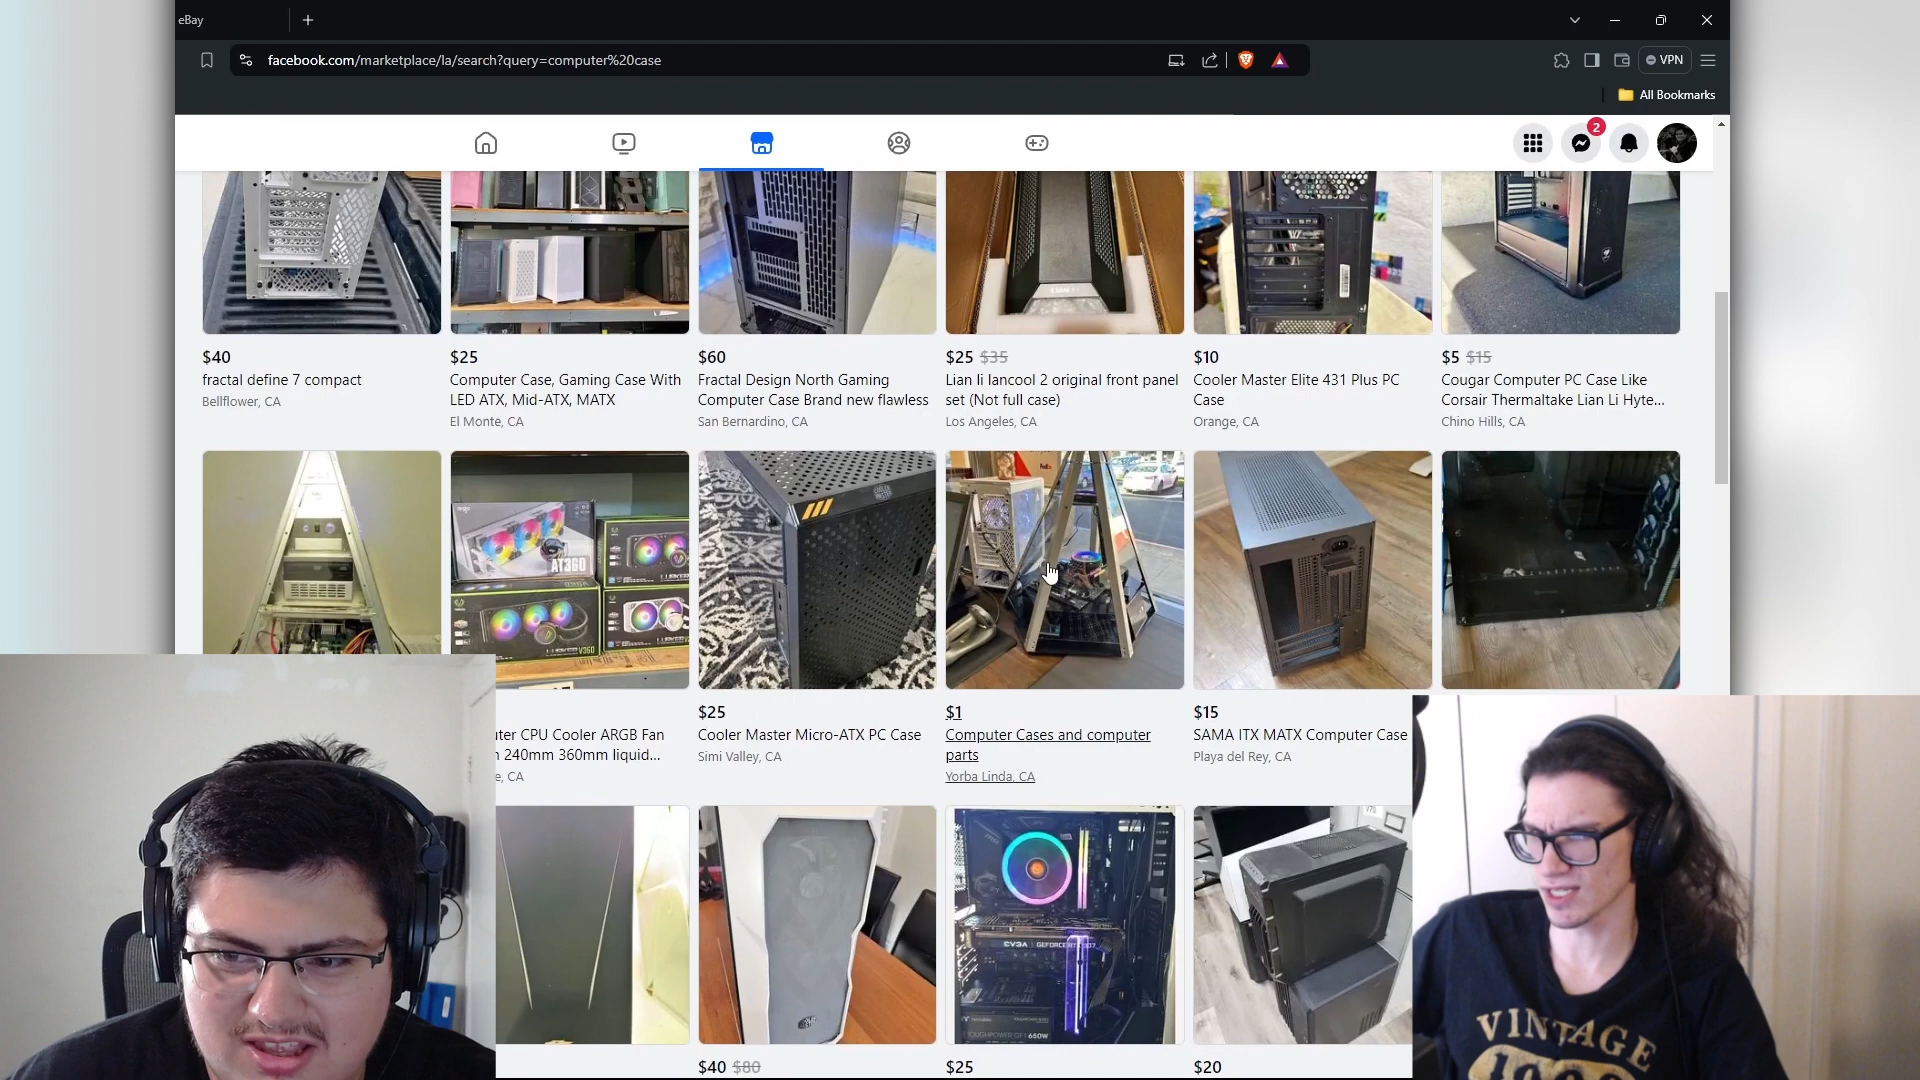 eBay
facebook.com/marketplace/la/search?query=computer%20case
VPN
All Bookmarks
2
$40
fractal define 7 compact
Bellflower, CA
$25
Computer Case, Gaming Case With
LED ATX, Mid-ATX, MATX
El Monte, CA
$60
Fractal Design North Gaming
Computer Case Brand new flawless
San Bernardino, CA
$25 $35
Lian li lancool 2 original front panel
set (Not full case)
Los Angeles, CA
$10
Cooler Master Elite 431 Plus PC
Case
Orange, CA
$5 $15
Cougar Computer PC Case Like
Corsair Thermaltake Lian Li Hyte...
Chino Hills, CA
AT360
V360
FedEx
ter CPU Cooler ARGB Fan
240mm 360mm liquid...
e, CA
$25
Cooler Master Micro-ATX PC Case
Simi Valley, CA
$1
Computer Cases and computer
parts
Yorba Linda, CA
$15
SAMA ITX MATX Computer Case
Playa del Rey, CA
EVGA GEFORCE
650W
$40 $80
$25
$20
VINTAGE